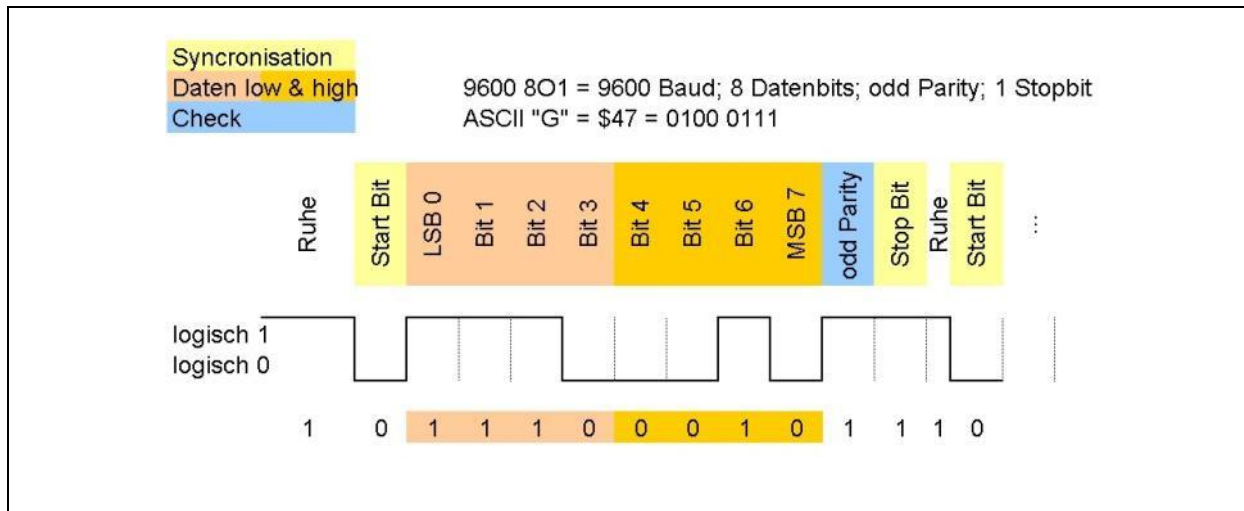 Syncronisation
Daten low & high
Check
9600 8O1 = 9600 Baud; 8 Datenbits; odd Parity; 1 Stopbit
ASCII "G" = $47 = 0100 0111
Ruhe
Start Bit
LSB 0
Bit 1
Bit 2
Bit 3
Bit 4
Bit 5
Bit 6
MSB 7
odd Parity
Stop Bit
Ruhe
Start Bit
...
logisch 1
logisch 0
1 0 1 1 1 0 0 0 1 0 1 1 1 0